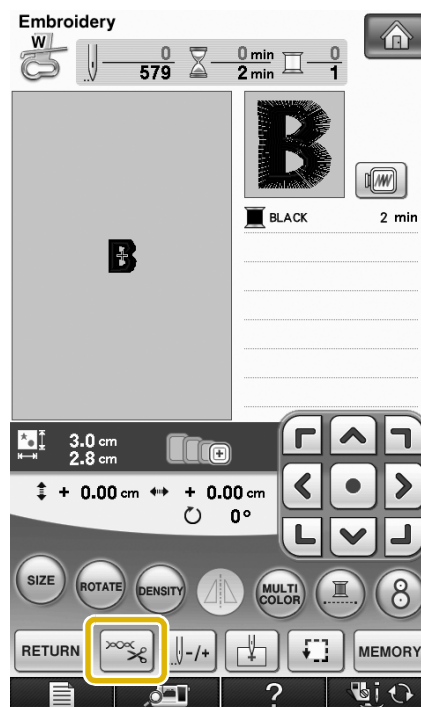 Embroidery
W
0 0 min 0
579 2 min 1
B
BLACK 2 min
B
3.0 cm
2.8 cm
+ 0.00 cm + 0.00 cm
0°
SIZE ROTATE DENSITY MULTI COLOR 8
RETURN -/+ MEMORY
?